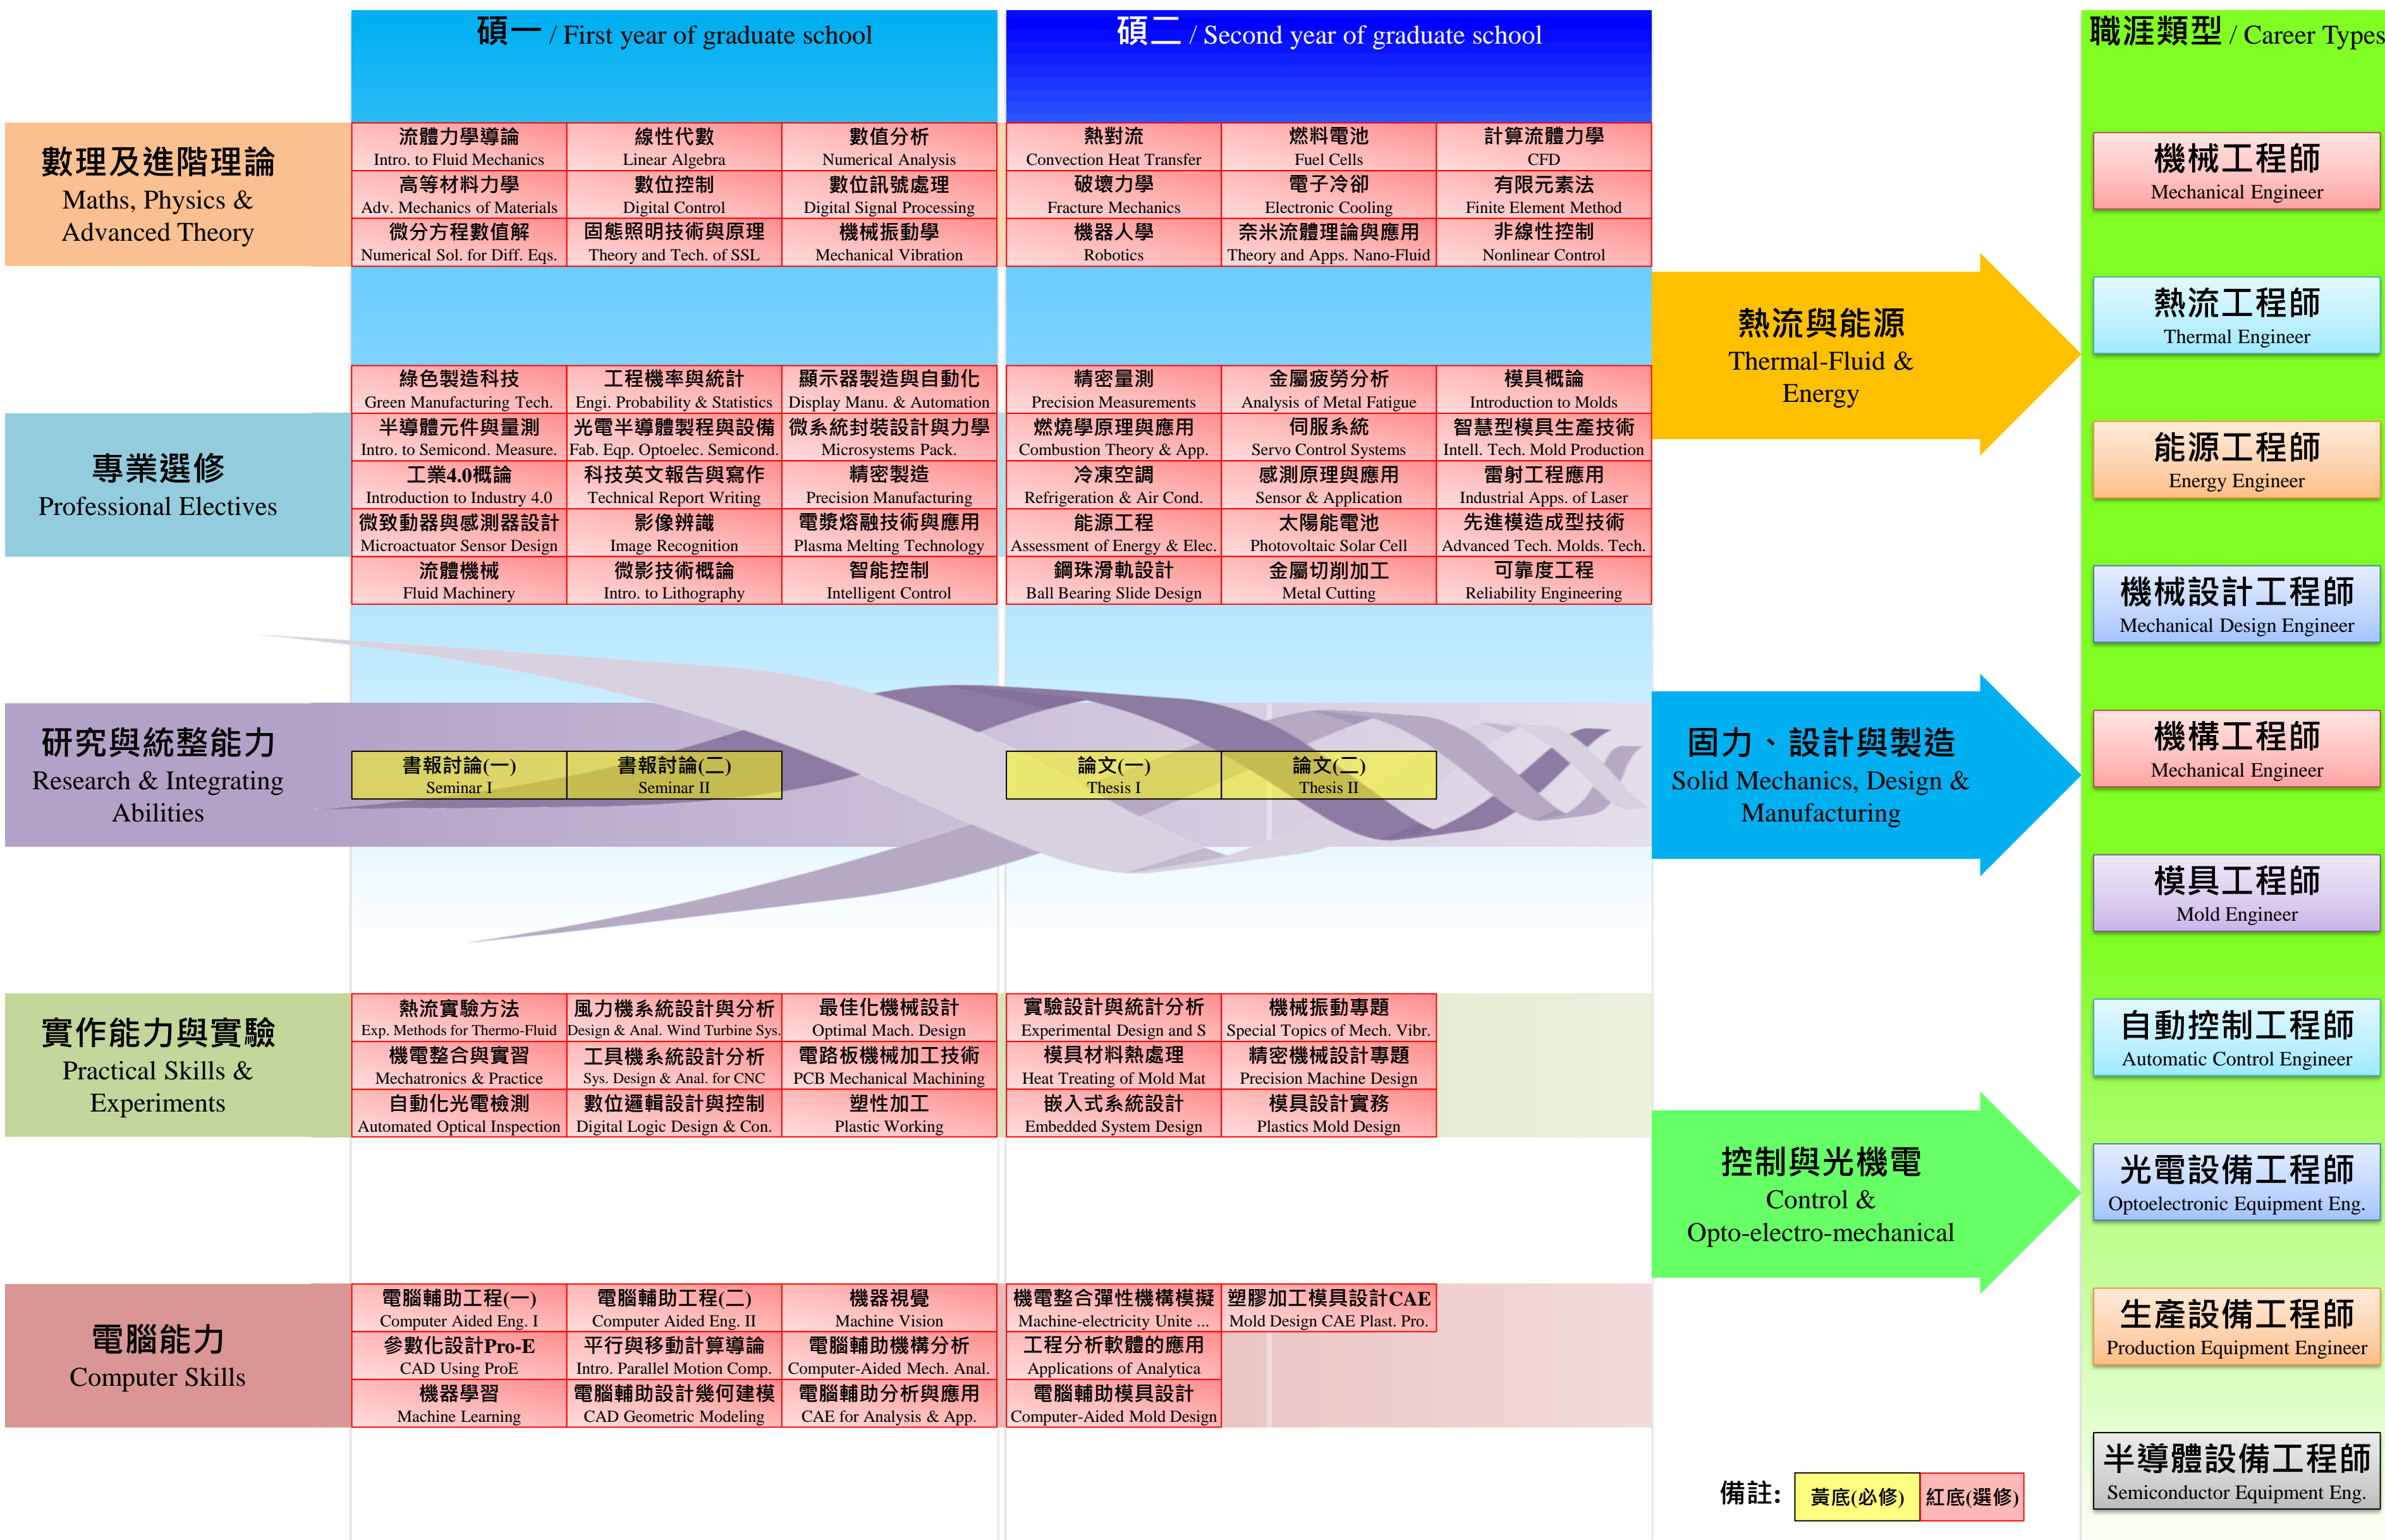 碩一 / First year of graduate school
碩二 / Second year of graduate school
職涯類型 / Career Types
數理及進階理論
Maths, Physics &
Advanced Theory
流體力學導論
Intro. to Fluid Mechanics
線性代數
Linear Algebra
數值分析
Numerical Analysis
熱對流
Convection Heat Transfer
燃料電池
Fuel Cells
計算流體力學
CFD
高等材料力學
Adv. Mechanics of Materials
數位控制
Digital Control
數位訊號處理
Digital Signal Processing
破壞力學
Fracture Mechanics
電子冷卻
Electronic Cooling
有限元素法
Finite Element Method
微分方程數值解
Numerical Sol. for Diff. Eqs.
固態照明技術與原理
Theory and Tech. of SSL
機械振動學
Mechanical Vibration
機器人學
Robotics
奈米流體理論與應用
Theory and Apps. Nano-Fluid
非線性控制
Nonlinear Control
專業選修
Professional Electives
綠色製造科技
Green Manufacturing Tech.
工程機率與統計
Engi. Probability & Statistics
顯示器製造與自動化
Display Manu. & Automation
精密量測
Precision Measurements
金屬疲勞分析
Analysis of Metal Fatigue
模具概論
Introduction to Molds
半導體元件與量測
Intro. to Semicond. Measure.
光電半導體製程與設備
Fab. Eqp. Optoelec. Semicond.
微系統封裝設計與力學
Microsystems Pack.
燃燒學原理與應用
Combustion Theory & App.
伺服系統
Servo Control Systems
智慧型模具生產技術
Intell. Tech. Mold Production
工業4.0概論
Introduction to Industry 4.0
科技英文報告與寫作
Technical Report Writing
精密製造
Precision Manufacturing
冷凍空調
Refrigeration & Air Cond.
感測原理與應用
Sensor & Application
雷射工程應用
Industrial Apps. of Laser
微致動器與感測器設計
Microactuator Sensor Design
影像辨識
Image Recognition
電漿熔融技術與應用
Plasma Melting Technology
能源工程
Assessment of Energy & Elec.
太陽能電池
Photovoltaic Solar Cell
先進模造成型技術
Advanced Tech. Molds. Tech.
流體機械
Fluid Machinery
微影技術概論
Intro. to Lithography
智能控制
Intelligent Control
鋼珠滑軌設計
Ball Bearing Slide Design
金屬切削加工
Metal Cutting
可靠度工程
Reliability Engineering
研究與統整能力
Research & Integrating
Abilities
書報討論(一)
Seminar I
書報討論(二)
Seminar II
論文(一)
Thesis I
論文(二)
Thesis II
實作能力與實驗
Practical Skills &
Experiments
熱流實驗方法
Exp. Methods for Thermo-Fluid
風力機系統設計與分析
Design & Anal. Wind Turbine Sys.
最佳化機械設計
Optimal Mach. Design
實驗設計與統計分析
Experimental Design and S
機械振動專題
Special Topics of Mech. Vibr.
機電整合與實習
Mechatronics & Practice
工具機系統設計分析
Sys. Design & Anal. for CNC
電路板機械加工技術
PCB Mechanical Machining
模具材料熱處理
Heat Treating of Mold Mat
精密機械設計專題
Precision Machine Design
自動化光電檢測
Automated Optical Inspection
數位邏輯設計與控制
Digital Logic Design & Con.
塑性加工
Plastic Working
嵌入式系統設計
Embedded System Design
模具設計實務
Plastics Mold Design
電腦能力
Computer Skills
電腦輔助工程(一)
Computer Aided Eng. I
電腦輔助工程(二)
Computer Aided Eng. II
機器視覺
Machine Vision
機電整合彈性機構模擬
Machine-electricity Unite ...
塑膠加工模具設計CAE
Mold Design CAE Plast. Pro.
參數化設計Pro-E
CAD Using ProE
平行與移動計算導論
Intro. Parallel Motion Comp.
電腦輔助機構分析
Computer-Aided Mech. Anal.
工程分析軟體的應用
Applications of Analytica
機器學習
Machine Learning
電腦輔助設計幾何建模
CAD Geometric Modeling
電腦輔助分析與應用
CAE for Analysis & App.
電腦輔助模具設計
Computer-Aided Mold Design
熱流與能源
Thermal-Fluid &
Energy
固力、設計與製造
Solid Mechanics, Design &
Manufacturing
控制與光機電
Control &
Opto-electro-mechanical
機械工程師
Mechanical Engineer
熱流工程師
Thermal Engineer
能源工程師
Energy Engineer
機械設計工程師
Mechanical Design Engineer
機構工程師
Mechanical Engineer
模具工程師
Mold Engineer
自動控制工程師
Automatic Control Engineer
光電設備工程師
Optoelectronic Equipment Eng.
生產設備工程師
Production Equipment Engineer
半導體設備工程師
Semiconductor Equipment Eng.
備註: 黃底(必修) 紅底(選修)